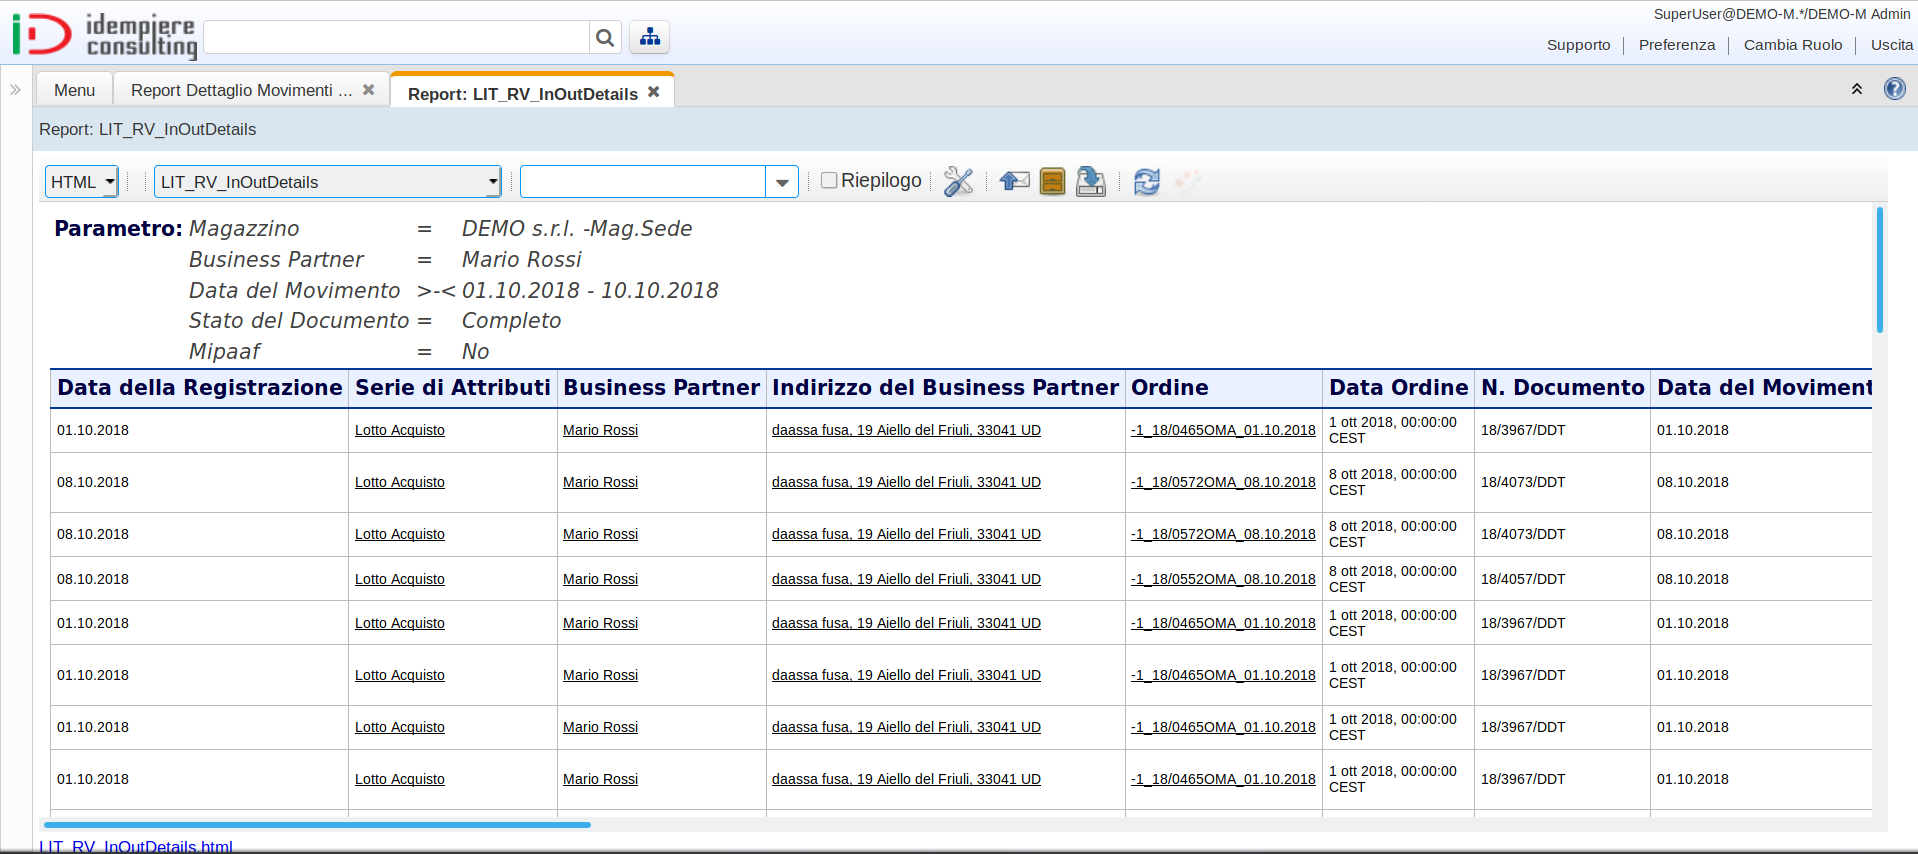 SuperUser@DEMO-M.*/DEMO-M Admin
idempiere
consulting
Supporto
Preferenza
Cambia Ruolo
Uscita
Menu
Report Dettaglio Movimenti ...
Report: LIT_RV_InOutDetails
Report: LIT_RV_InOutDetails
HTML
LIT_RV_InOutDetails
Riepilogo
Parametro: Magazzino = DEMO s.r.l. -Mag.Sede
Business Partner = Mario Rossi
Data del Movimento >-< 01.10.2018 - 10.10.2018
Stato del Documento = Completo
Mipaaf = No
Data della Registrazione Serie di Attributi Business Partner Indirizzo del Business Partner Ordine Data Ordine N. Documento Data del Moviment
01.10.2018 Lotto Acquisto Mario Rossi daassa fusa, 19 Aiello del Friuli, 33041 UD -1_18/0465OMA_01.10.2018 1 ott 2018, 00:00:00 CEST 18/3967/DDT 01.10.2018
08.10.2018 Lotto Acquisto Mario Rossi daassa fusa, 19 Aiello del Friuli, 33041 UD -1_18/0572OMA_08.10.2018 8 ott 2018, 00:00:00 CEST 18/4073/DDT 08.10.2018
08.10.2018 Lotto Acquisto Mario Rossi daassa fusa, 19 Aiello del Friuli, 33041 UD -1_18/0572OMA_08.10.2018 8 ott 2018, 00:00:00 CEST 18/4073/DDT 08.10.2018
08.10.2018 Lotto Acquisto Mario Rossi daassa fusa, 19 Aiello del Friuli, 33041 UD -1_18/0552OMA_08.10.2018 8 ott 2018, 00:00:00 CEST 18/4057/DDT 08.10.2018
01.10.2018 Lotto Acquisto Mario Rossi daassa fusa, 19 Aiello del Friuli, 33041 UD -1_18/0465OMA_01.10.2018 1 ott 2018, 00:00:00 CEST 18/3967/DDT 01.10.2018
01.10.2018 Lotto Acquisto Mario Rossi daassa fusa, 19 Aiello del Friuli, 33041 UD -1_18/0465OMA_01.10.2018 1 ott 2018, 00:00:00 CEST 18/3967/DDT 01.10.2018
01.10.2018 Lotto Acquisto Mario Rossi daassa fusa, 19 Aiello del Friuli, 33041 UD -1_18/0465OMA_01.10.2018 1 ott 2018, 00:00:00 CEST 18/3967/DDT 01.10.2018
01.10.2018 Lotto Acquisto Mario Rossi daassa fusa, 19 Aiello del Friuli, 33041 UD -1_18/0465OMA_01.10.2018 1 ott 2018, 00:00:00 CEST 18/3967/DDT 01.10.2018
LIT_RV_InOutDetails.html